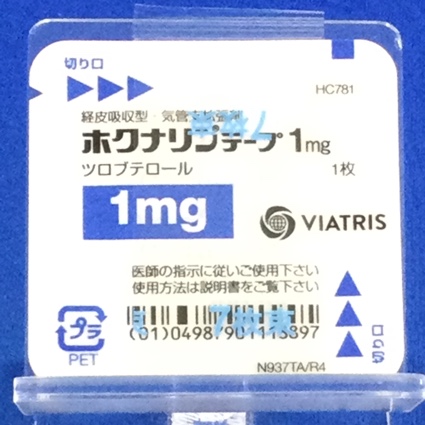 切り口
HC781
経皮吸収型・気管支拡張剤
ホクナリンテープ1mg
ツロブテロール
1枚
1mg
VIATRIS
医師の指示に従いご使用下さい
使用方法は説明書をご覧下さい
プラ
PET
切り口
N937TA/R4